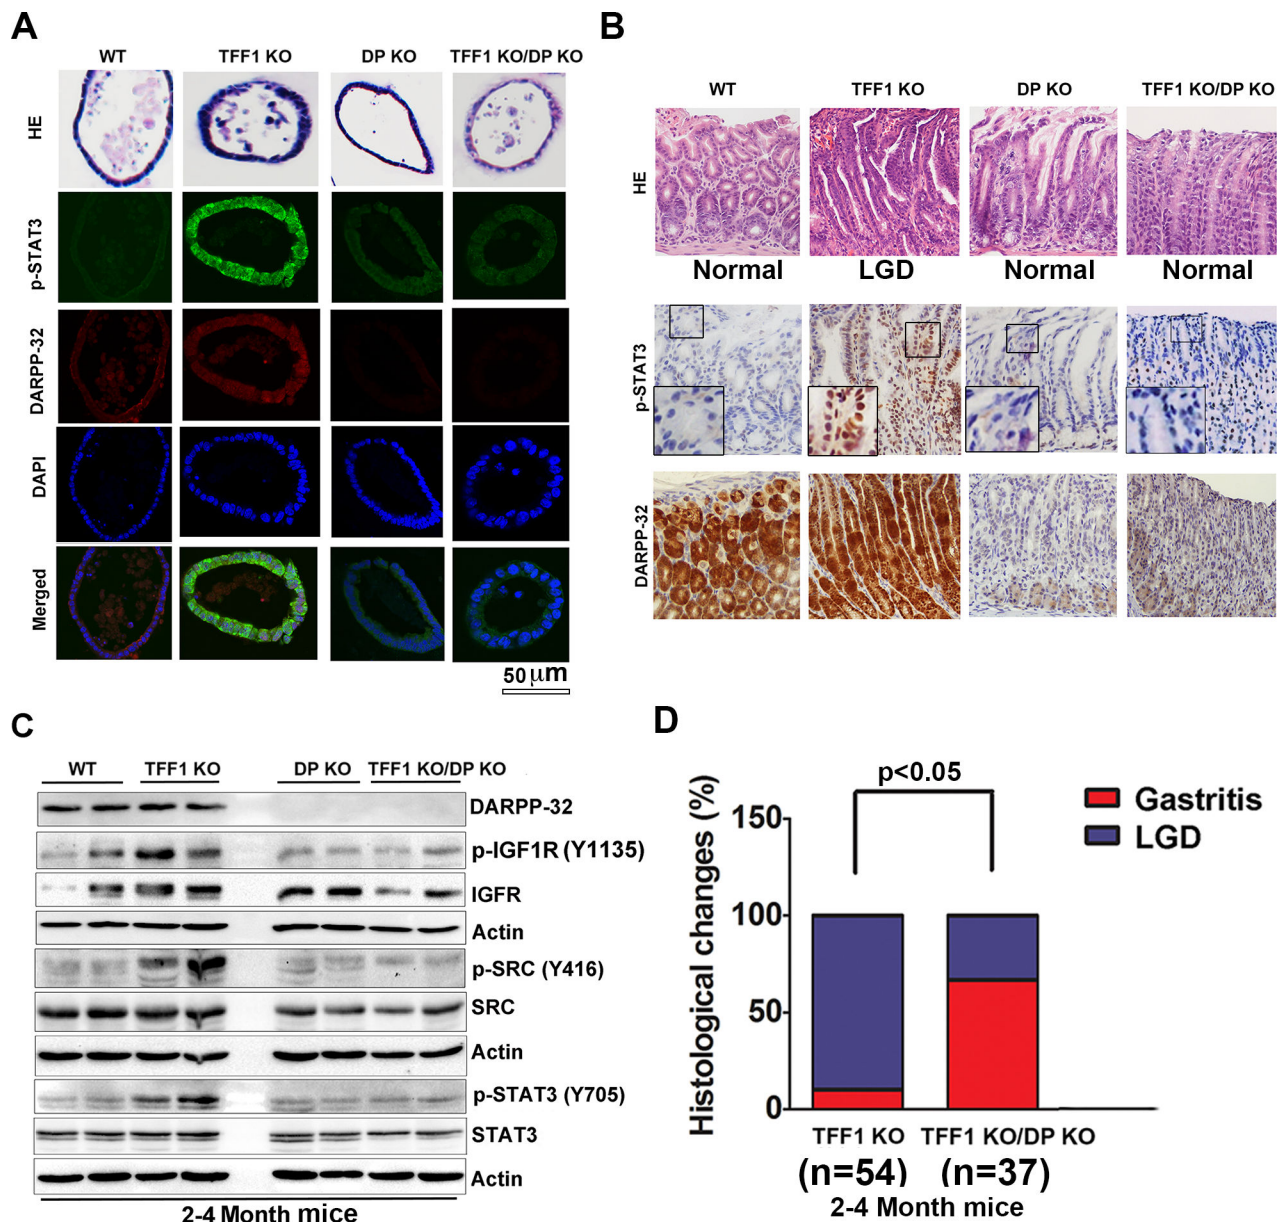 A
WT TFF1 KO DP KO TFF1 KO/DP KO
HE
p-STAT3
DARPP-32
DAPI
Merged
50 μm
B
WT TFF1 KO DP KO TFF1 KO/DP KO
HE
Normal LGD Normal Normal
p-STAT3
DARPP-32
C
WT TFF1 KO DP KO TFF1 KO/DP KO
DARPP-32
p-IGF1R (Y1135)
IGFR
Actin
p-SRC (Y416)
SRC
Actin
p-STAT3 (Y705)
STAT3
Actin
2-4 Month mice
D
p<0.05
Gastritis
LGD
Histological changes (%)
150
100
50
0
TFF1 KO TFF1 KO/DP KO
(n=54) (n=37)
2-4 Month mice